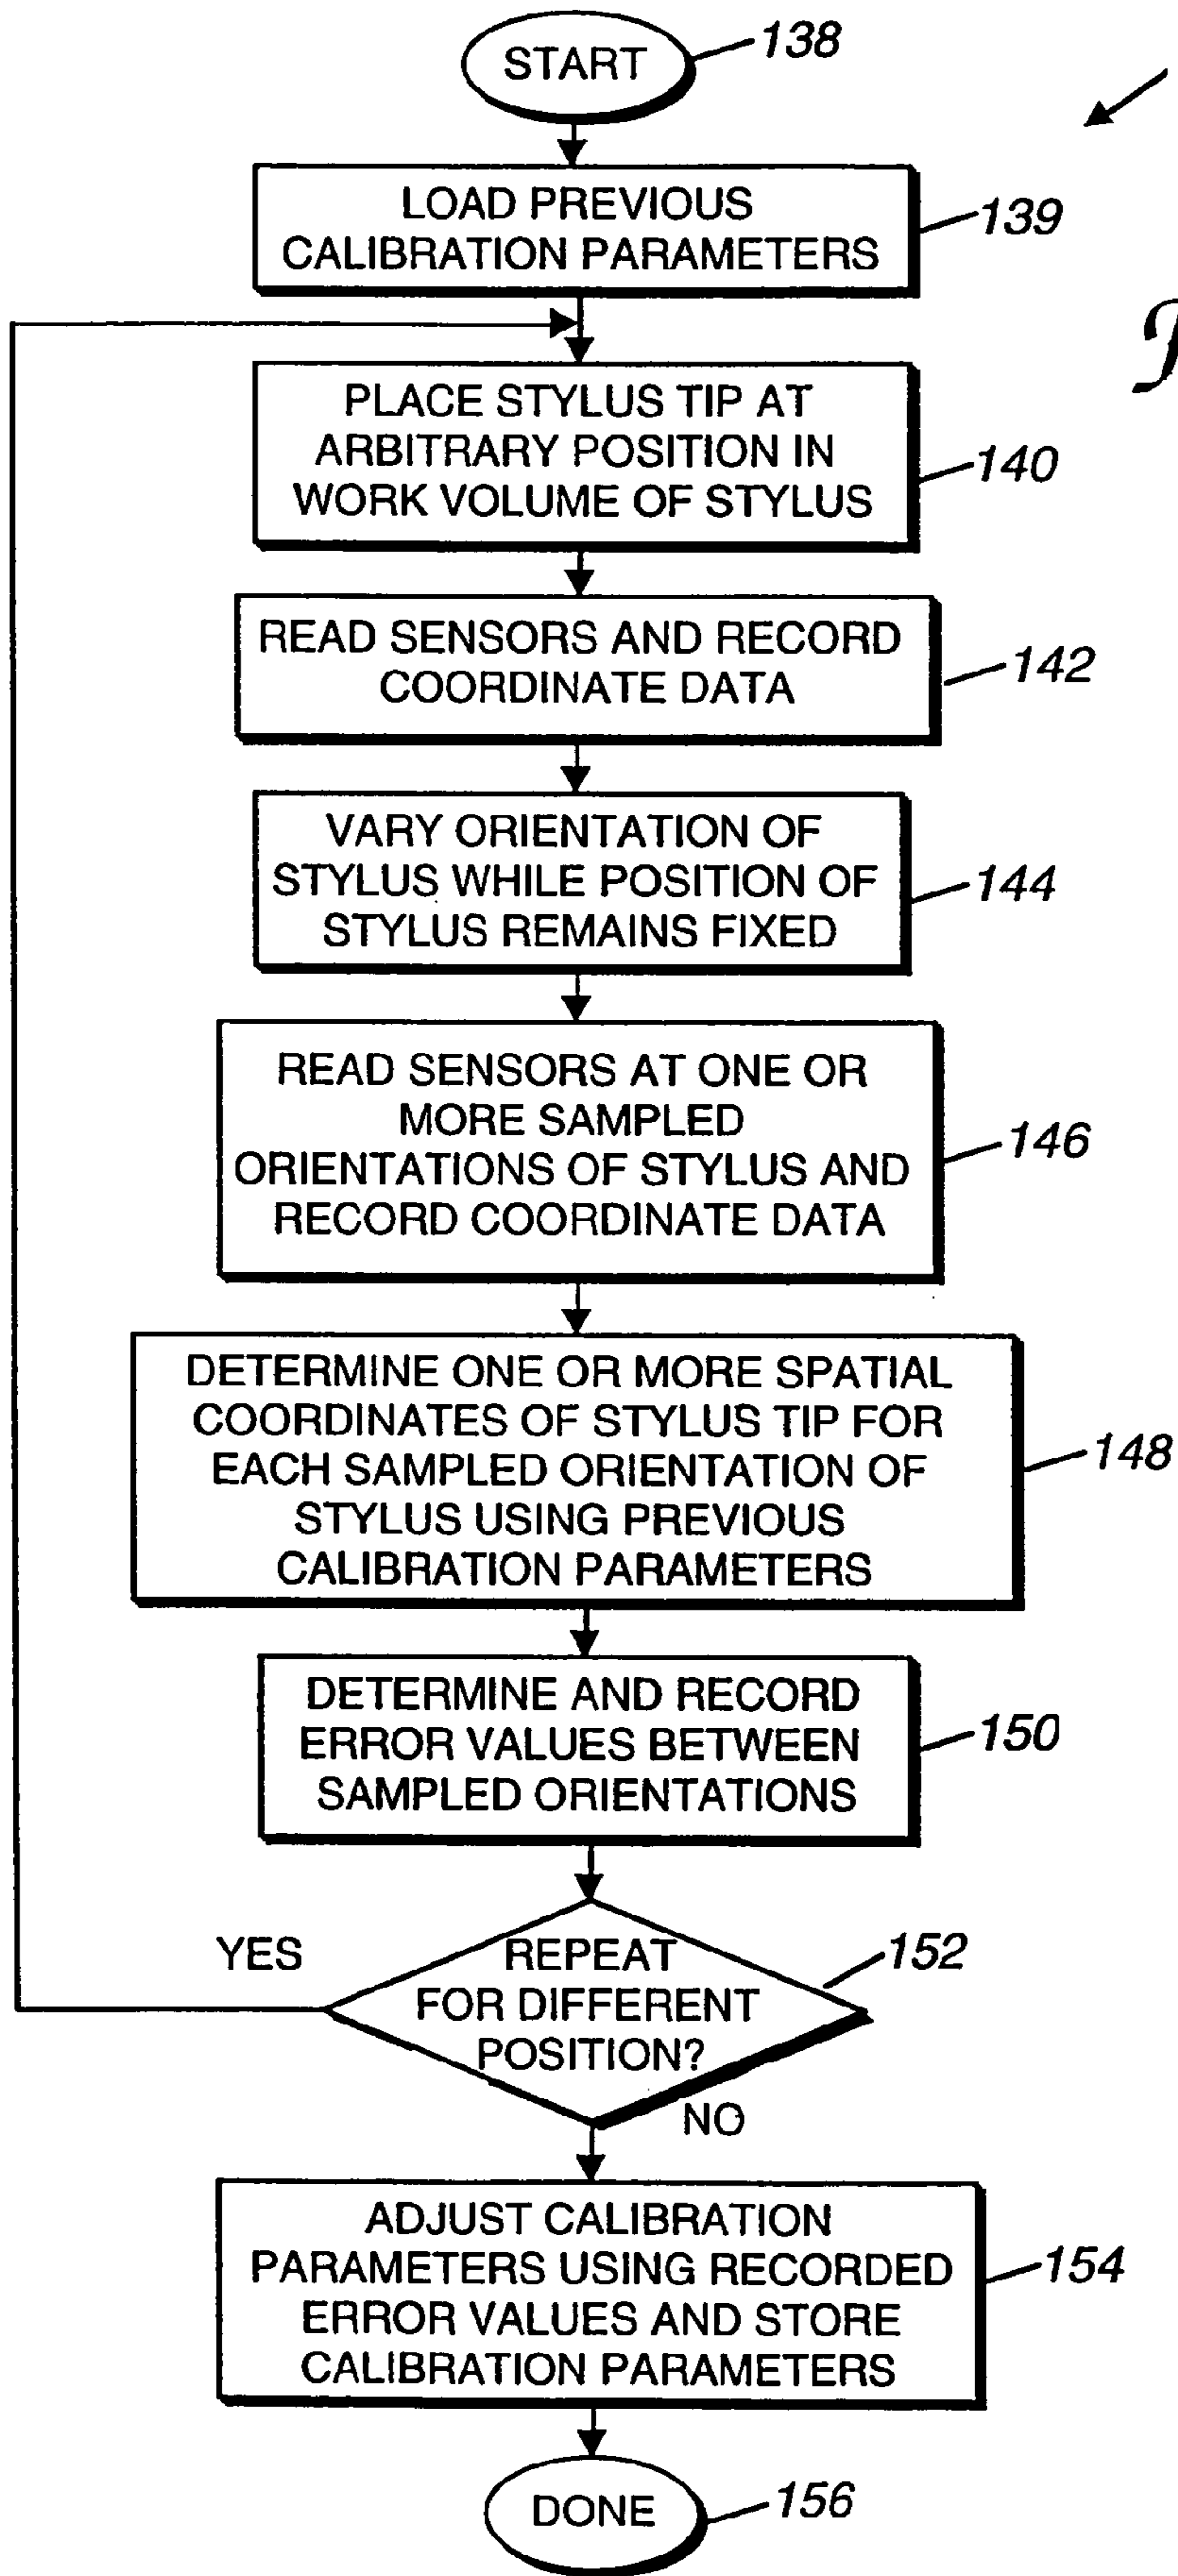 START
138
LOAD PREVIOUS
CALIBRATION PARAMETERS
139
PLACE STYLUS TIP AT
ARBITRARY POSITION IN
WORK VOLUME OF STYLUS
140
READ SENSORS AND RECORD
COORDINATE DATA
142
VARY ORIENTATION OF
STYLUS WHILE POSITION OF
STYLUS REMAINS FIXED
144
READ SENSORS AT ONE OR
MORE SAMPLED
ORIENTATIONS OF STYLUS AND
RECORD COORDINATE DATA
146
DETERMINE ONE OR MORE SPATIAL
COORDINATES OF STYLUS TIP FOR
EACH SAMPLED ORIENTATION OF
STYLUS USING PREVIOUS
CALIBRATION PARAMETERS
148
DETERMINE AND RECORD
ERROR VALUES BETWEEN
SAMPLED ORIENTATIONS
150
YES
REPEAT
FOR DIFFERENT
POSITION?
152
NO
ADJUST CALIBRATION
PARAMETERS USING RECORDED
ERROR VALUES AND STORE
CALIBRATION PARAMETERS
154
DONE
156